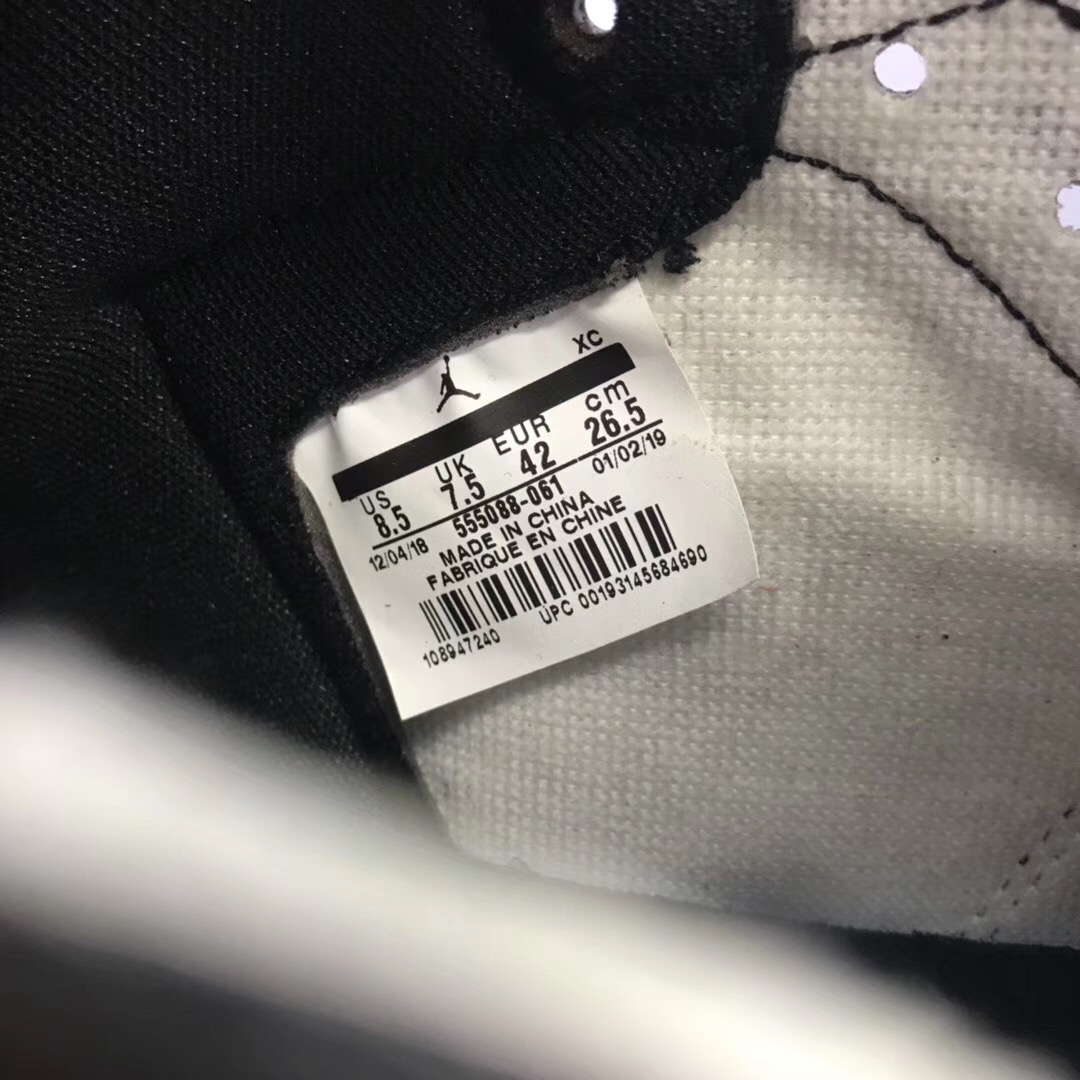 XC
US UK EUR cm
8.5 7.5 42 26.5
12/04/18 555088-061 01/02/19
MADE IN CHINA
FABRIQUE EN CHINE
108947240 UPC 00193145684690